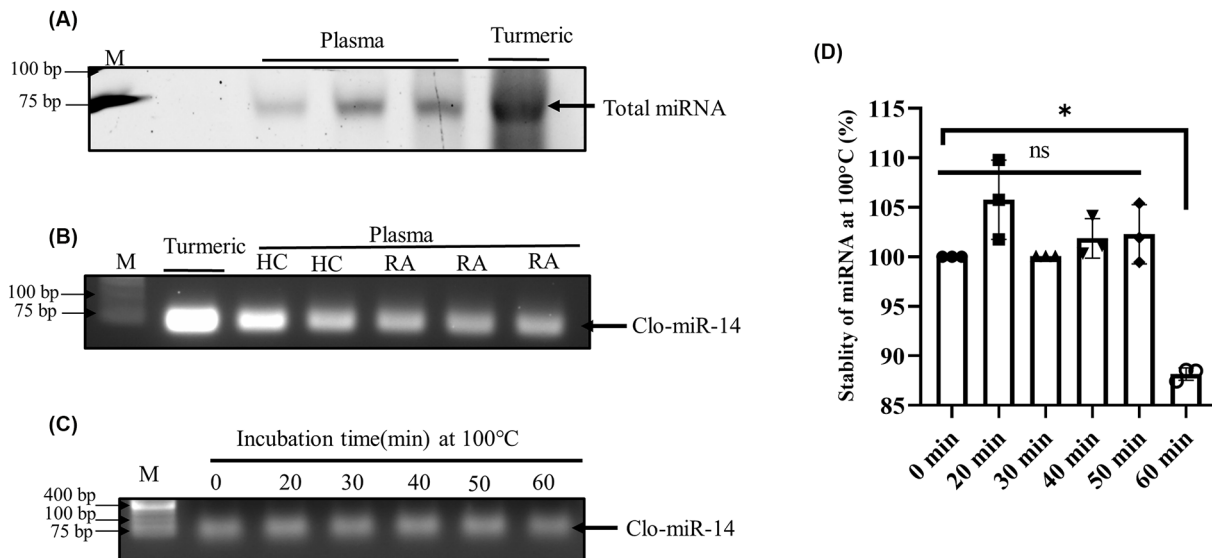 (A)
Plasma
Turmeric
M
100 bp
75 bp
Total miRNA
(B)
Turmeric
Plasma
M
HC HC RA RA RA
100 bp
75 bp
Clo-miR-14
(C)
Incubation time(min) at 100°C
M
0 20 30 40 50 60
400 bp
100 bp
75 bp
Clo-miR-14
(D)
Stablity of miRNA at 100°C (%)
115
110
105
100
95
90
85
*
ns
0 min
20 min
30 min
40 min
50 min
60 min